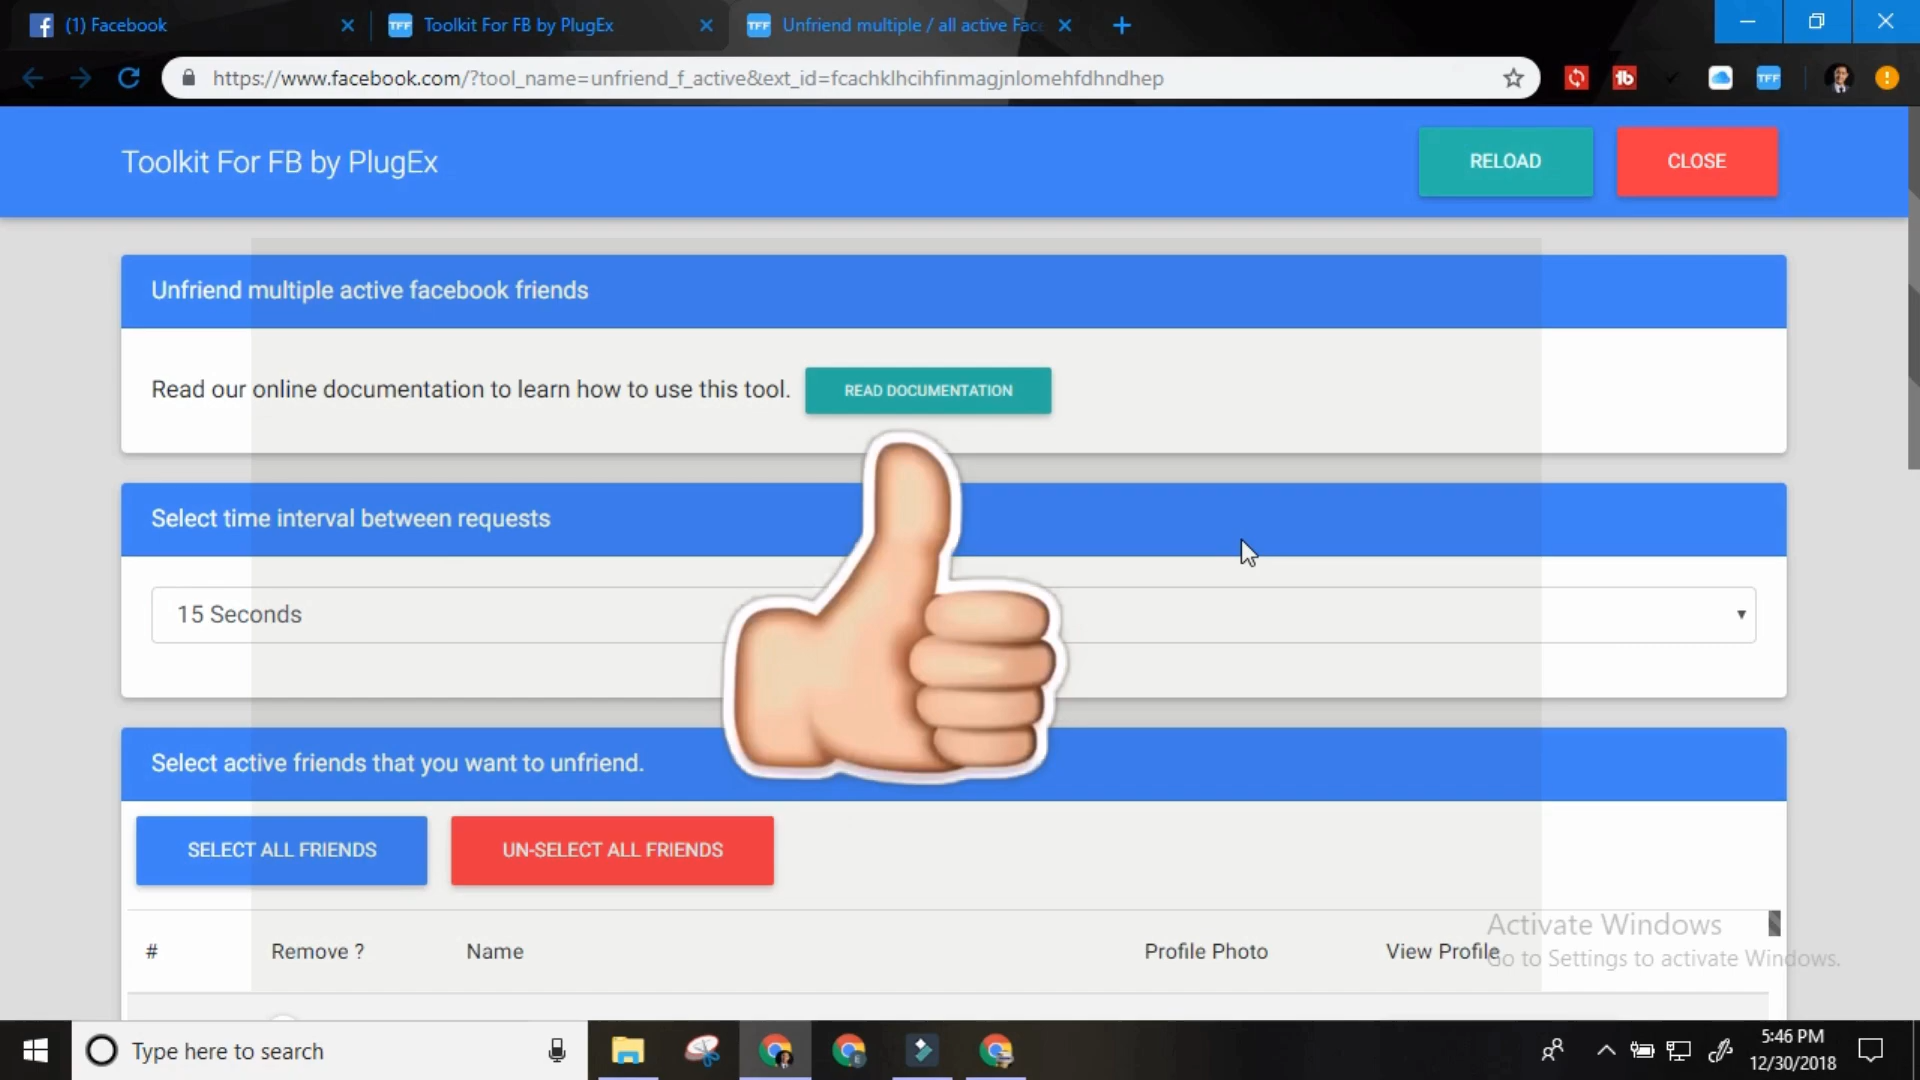 (1) Facebook
Toolkit For FB by PlugEx
Unfriend multiple / all active Fac
https://www.facebook.com/?tool_name=unfriend_f_active&ext_id=fcachklhcihfinmagjnlomehfdhndhep
Toolkit For FB by PlugEx
RELOAD
CLOSE
Unfriend multiple active facebook friends
Read our online documentation to learn how to use this tool.
READ DOCUMENTATION
Select time interval between requests
15 Seconds
Select active friends that you want to unfriend.
SELECT ALL FRIENDS
UN-SELECT ALL FRIENDS
# Remove ? Name Profile Photo View Profile
Activate Windows
Go to Settings to activate Windows.
Type here to search
5:46 PM
12/30/2018